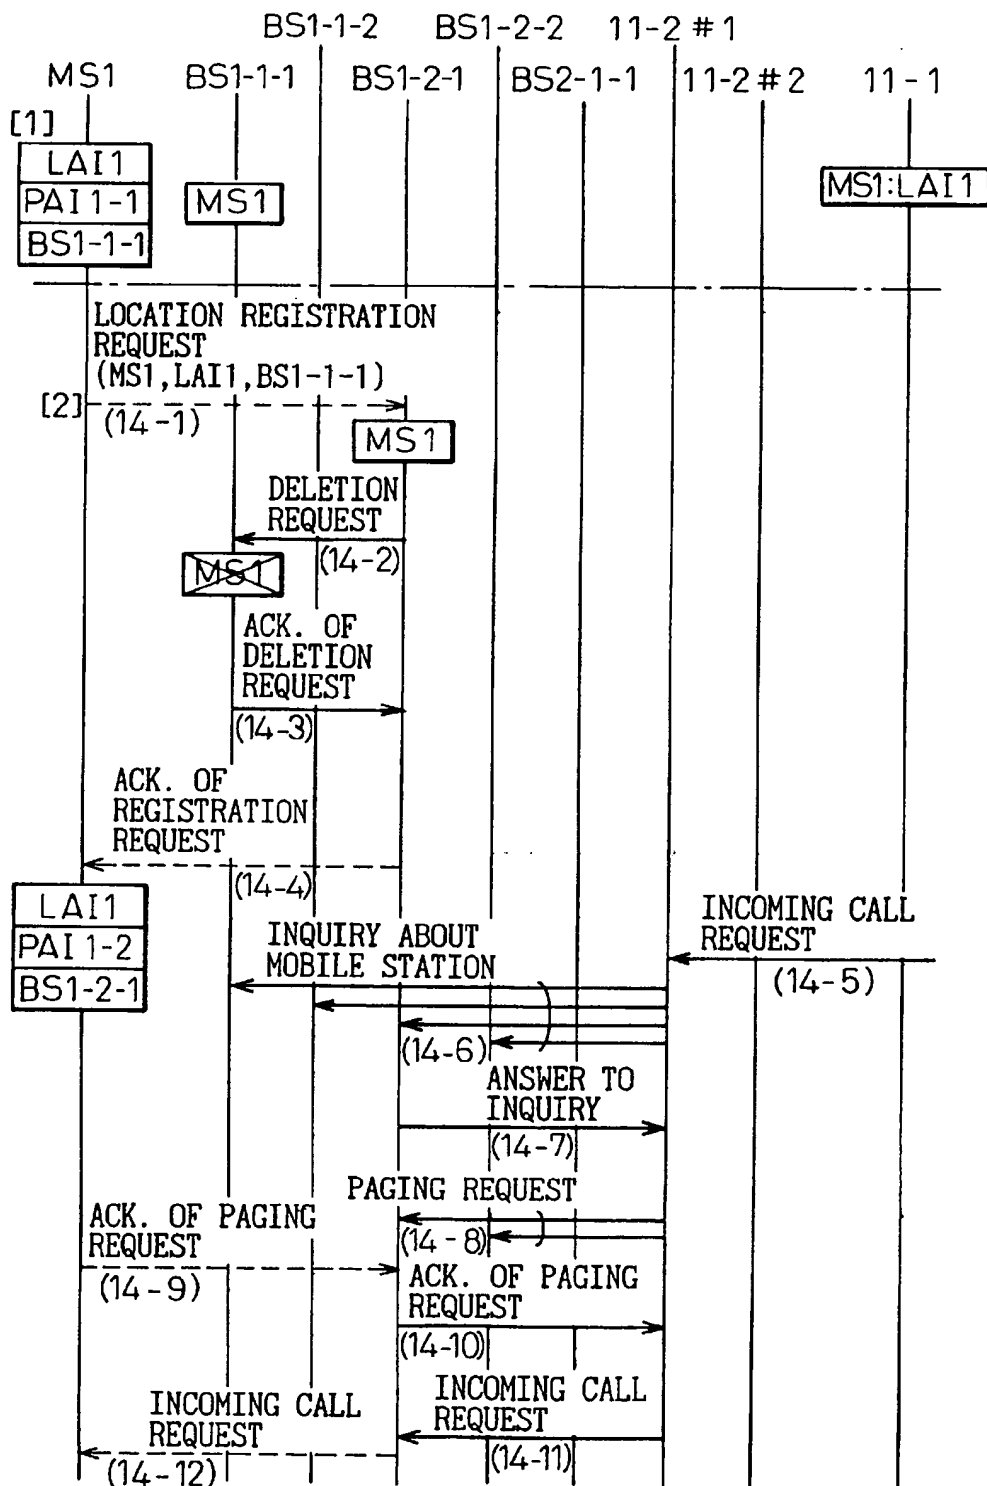 BS1-1-2 BS1-2-2 11-2 #1
MS1 BS1-1-1 BS1-2-1 BS2-1-1 11-2 #2 11-1
[1]
LAI1
PAI1-1
BS1-1-1
MS1
MS1:LAI1
LOCATION REGISTRATION
REQUEST
(MS1,LAI1,BS1-1-1)
[2]
(14-1)
MS1
DELETION
REQUEST
(14-2)
MS1
ACK. OF
DELETION
REQUEST
(14-3)
ACK. OF
REGISTRATION
REQUEST
(14-4)
LAI1
PAI1-2
BS1-2-1
INCOMING CALL
REQUEST
(14-5)
INQUIRY ABOUT
MOBILE STATION
(14-6)
ANSWER TO
INQUIRY
(14-7)
PAGING REQUEST
(14-8)
ACK. OF PAGING
REQUEST
(14-9)
ACK. OF PAGING
REQUEST
(14-10)
INCOMING CALL
REQUEST
(14-11)
INCOMING CALL
REQUEST
(14-12)